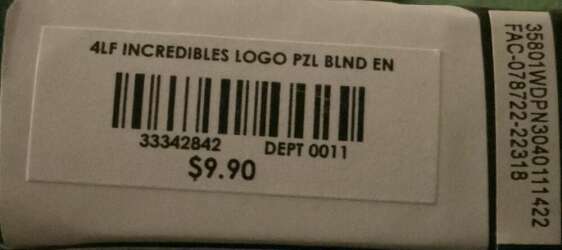 4LF INCREDIBLES LOGO PZL BLND EN
33342842 DEPT 0011
$9.90
35801WDPN3040111422
FAC-078722-22318